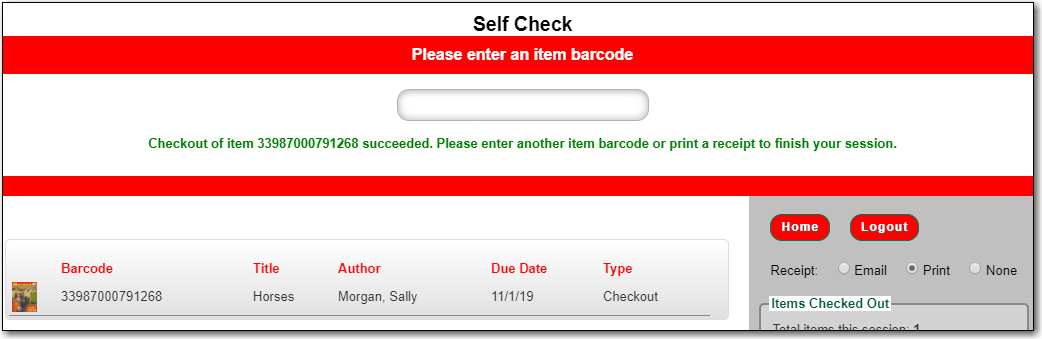 Self Check
Please enter an item barcode
Checkout of item 33987000791268 succeeded. Please enter another item barcode or print a receipt to finish your session.
Home Logout
Receipt: Email Print None
Barcode Title Author Due Date Type
33987000791268 Horses Morgan, Sally 11/1/19 Checkout
Items Checked Out
Total items this session: 1